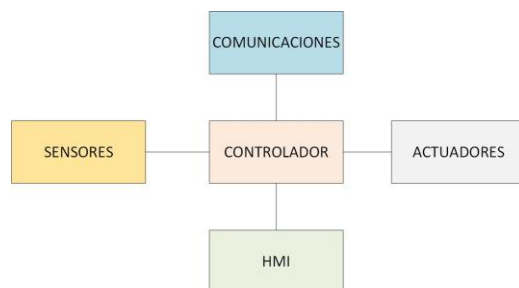 COMUNICACIONES
SENSORES
CONTROLADOR
ACTUADORES
HMI